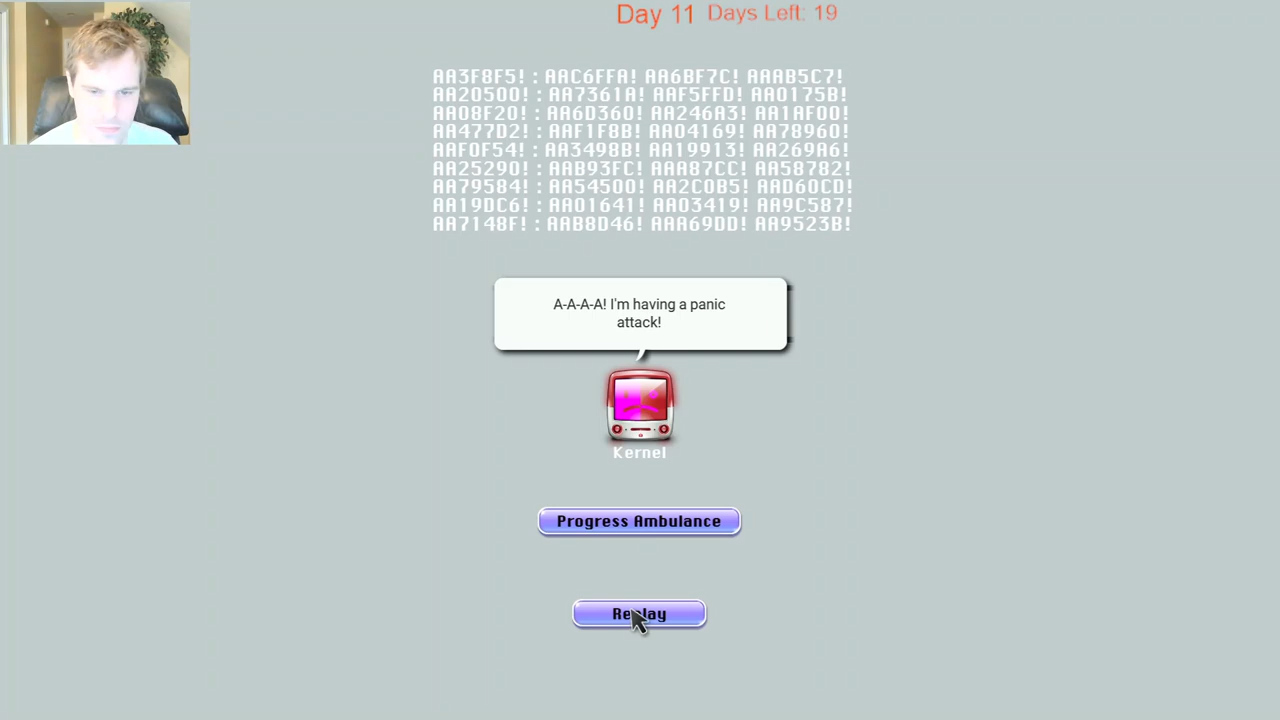 Day 11 Days Left: 19
AA3F8F5! : AAC6FFA! AA6BF7C! AAAB5C7!
AA20500! : AA7361A! AAF5FFD! AA0175B!
AA08F20! : AA6D360! AA246A3! AA1AF00!
AA477D2! : AAF1F8B! AA04169! AA78960!
AAF0F54! : AA3498B! AA19913! AA269A6!
AA25290! : AAB93FC! AAA87CC! AA58782!
AA79584! : AA54500! AA2C0B5! AAD60CD!
AA19DC6! : AA01641! AA03419! AA9C587!
AA7148F! : AAB8D46! AAA69DD! AA9523B!
A-A-A-A! I'm having a panic
attack!
Kernel
Progress Ambulance
Replay